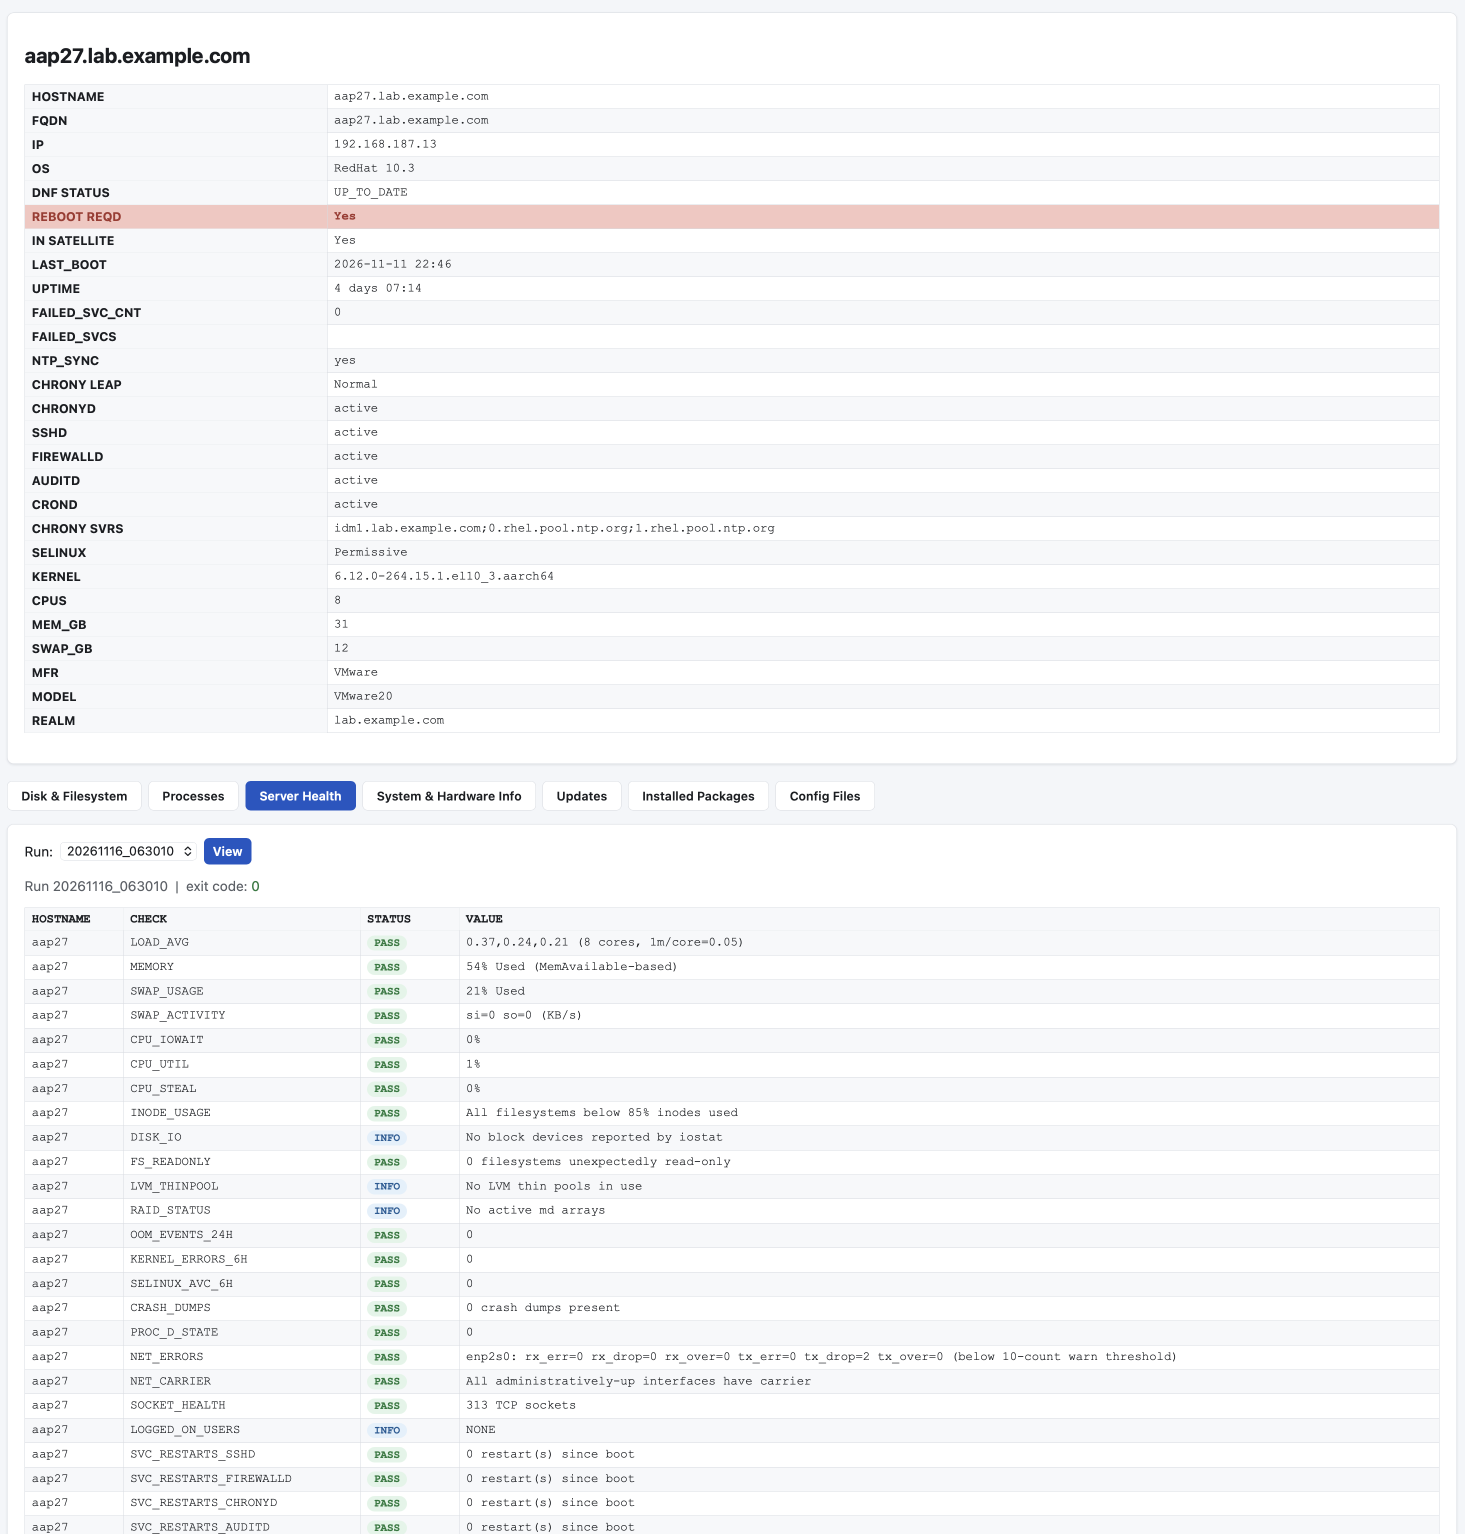 aap27.lab.example.com
HOSTNAME aap27.lab.example.com
FQDN aap27.lab.example.com
IP 192.168.187.13
OS RedHat 10.3
DNF STATUS UP_TO_DATE
REBOOT REQD Yes
IN SATELLITE Yes
LAST_BOOT 2026-11-11 22:46
UPTIME 4 days 07:14
FAILED_SVC_CNT 0
FAILED_SVCS
NTP_SYNC yes
CHRONY LEAP Normal
CHRONYD active
SSHD active
FIREWALLD active
AUDITD active
CROND active
CHRONY SVRS idm1.lab.example.com;0.rhel.pool.ntp.org;1.rhel.pool.ntp.org
SELINUX Permissive
KERNEL 6.12.0-264.15.1.el10_3.aarch64
CPUS 8
MEM_GB 31
SWAP_GB 12
MFR VMware
MODEL VMware20
REALM lab.example.com
Disk & Filesystem Processes Server Health System & Hardware Info Updates Installed Packages Config Files
Run: 20261116_063010 View
Run 20261116_063010 | exit code: 0
HOSTNAME CHECK STATUS VALUE
aap27 LOAD_AVG PASS 0.37,0.24,0.21 (8 cores, 1m/core=0.05)
aap27 MEMORY PASS 54% Used (MemAvailable-based)
aap27 SWAP_USAGE PASS 21% Used
aap27 SWAP_ACTIVITY PASS si=0 so=0 (KB/s)
aap27 CPU_IOWAIT PASS 0%
aap27 CPU_UTIL PASS 1%
aap27 CPU_STEAL PASS 0%
aap27 INODE_USAGE PASS All filesystems below 85% inodes used
aap27 DISK_IO INFO No block devices reported by iostat
aap27 FS_READONLY PASS 0 filesystems unexpectedly read-only
aap27 LVM_THINPOOL INFO No LVM thin pools in use
aap27 RAID_STATUS INFO No active md arrays
aap27 OOM_EVENTS_24H PASS 0
aap27 KERNEL_ERRORS_6H PASS 0
aap27 SELINUX_AVC_6H PASS 0
aap27 CRASH_DUMPS PASS 0 crash dumps present
aap27 PROC_D_STATE PASS 0
aap27 NET_ERRORS PASS enp2s0: rx_err=0 rx_drop=0 rx_over=0 tx_err=0 tx_drop=2 tx_over=0 (below 10-count warn threshold)
aap27 NET_CARRIER PASS All administratively-up interfaces have carrier
aap27 SOCKET_HEALTH PASS 313 TCP sockets
aap27 LOGGED_ON_USERS INFO NONE
aap27 SVC_RESTARTS_SSHD PASS 0 restart(s) since boot
aap27 SVC_RESTARTS_FIREWALLD PASS 0 restart(s) since boot
aap27 SVC_RESTARTS_CHRONYD PASS 0 restart(s) since boot
aap27 SVC_RESTARTS_AUDITD PASS 0 restart(s) since boot